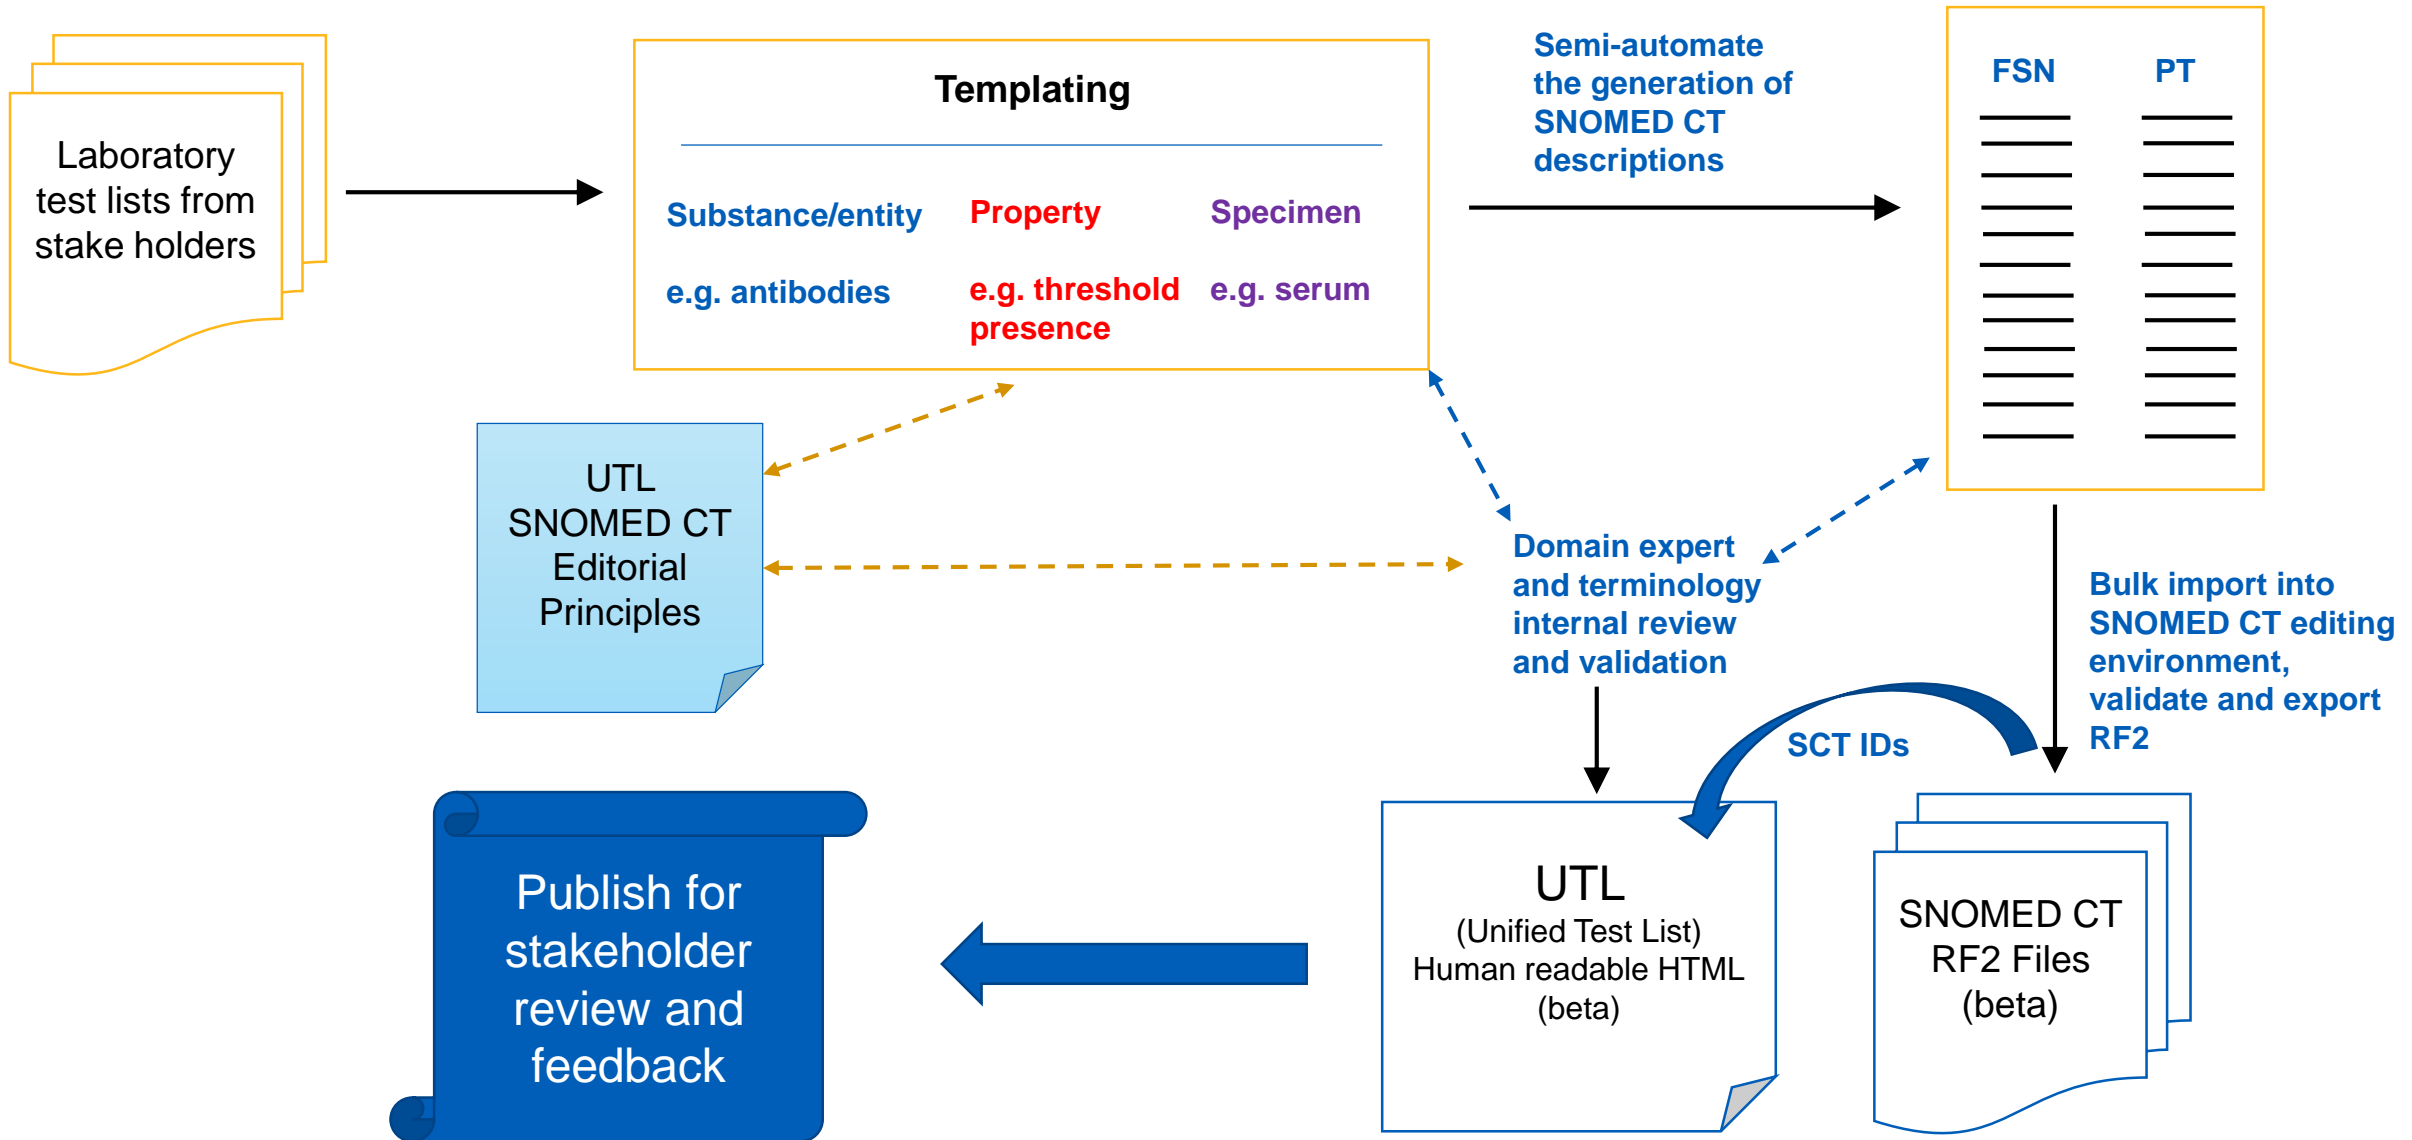 Laboratory
test lists from
stake holders
Templating
Substance/entity
Property
Specimen
e.g. antibodies
e.g. threshold
presence
e.g. serum
Semi-automate
the generation of
SNOMED CT
descriptions
FSN
PT
UTL
SNOMED CT
Editorial
Principles
Domain expert
and terminology
internal review
and validation
Bulk import into
SNOMED CT editing
environment,
validate and export
RF2
SCT IDs
Publish for
stakeholder
review and
feedback
UTL
(Unified Test List)
Human readable HTML
(beta)
SNOMED CT
RF2 Files
(beta)